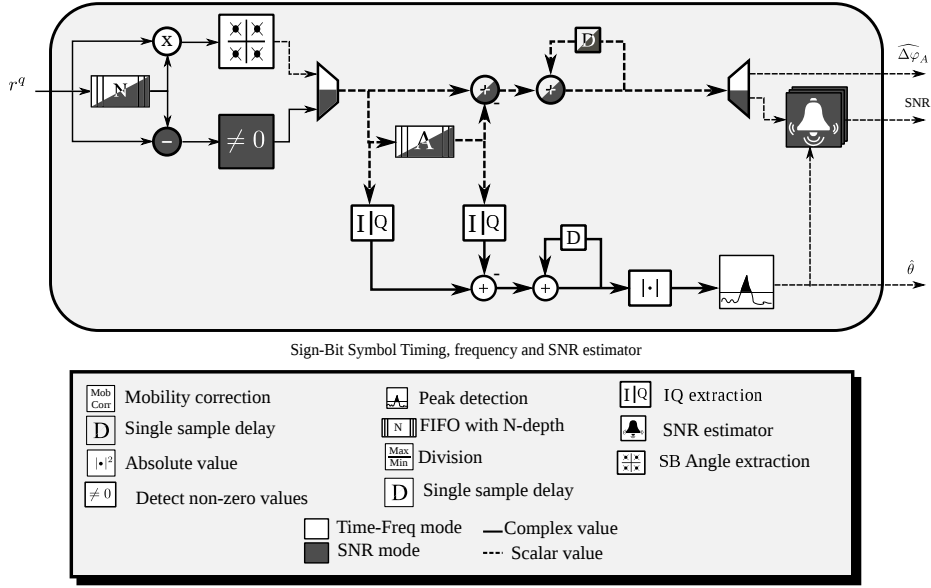 D
X
+
+
Δφ̂_A
r^q
N
SNR
−
≠ 0
A
I|Q
I|Q
D
θ̂
+
+
|·|
Sign-Bit Symbol Timing, frequency and SNR estimator
Mob
Corr
Mobility correction
Peak detection
I|Q
IQ extraction
D
Single sample delay
N
FIFO with N-depth
SNR estimator
|•|²
Absolute value
Max
Min
Division
SB Angle extraction
≠ 0
Detect non-zero values
D
Single sample delay
Time-Freq mode
Complex value
SNR mode
Scalar value